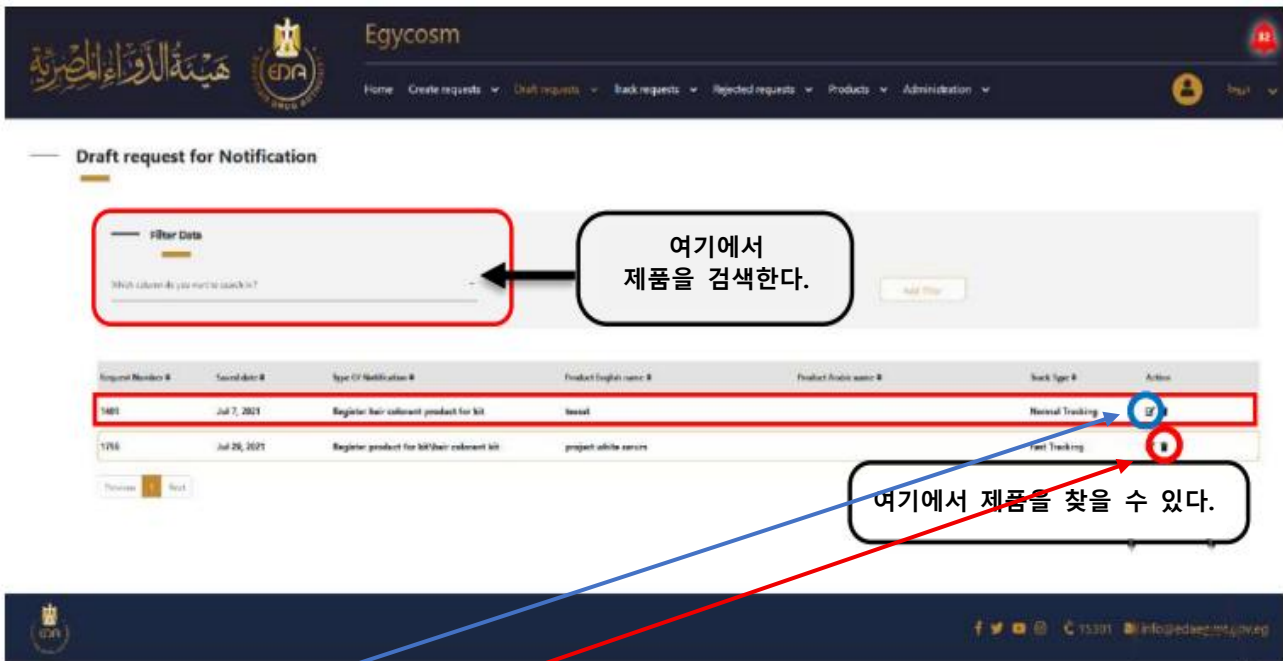 Egycosm
هيئة الدواء المصرية
EDA
32
Home Create requests Draft requests Track requests Rejected requests Products Administration
Draft request for Notification
Filter Data
Which column do you want to search in?
여기에서
제품을 검색한다.
Add Filter
Request Number Saved date Type Of Notification Product English name Product Arabic name Track Type Action
1401 Jul 7, 2021 Register hair colorant product for kit Normal Tracking
1756 Jul 29, 2021 Register product for kit\hair colorant kit project white serum Fast Tracking
Previous 1 Next
여기에서 제품을 찾을 수 있다.
EDA
15301